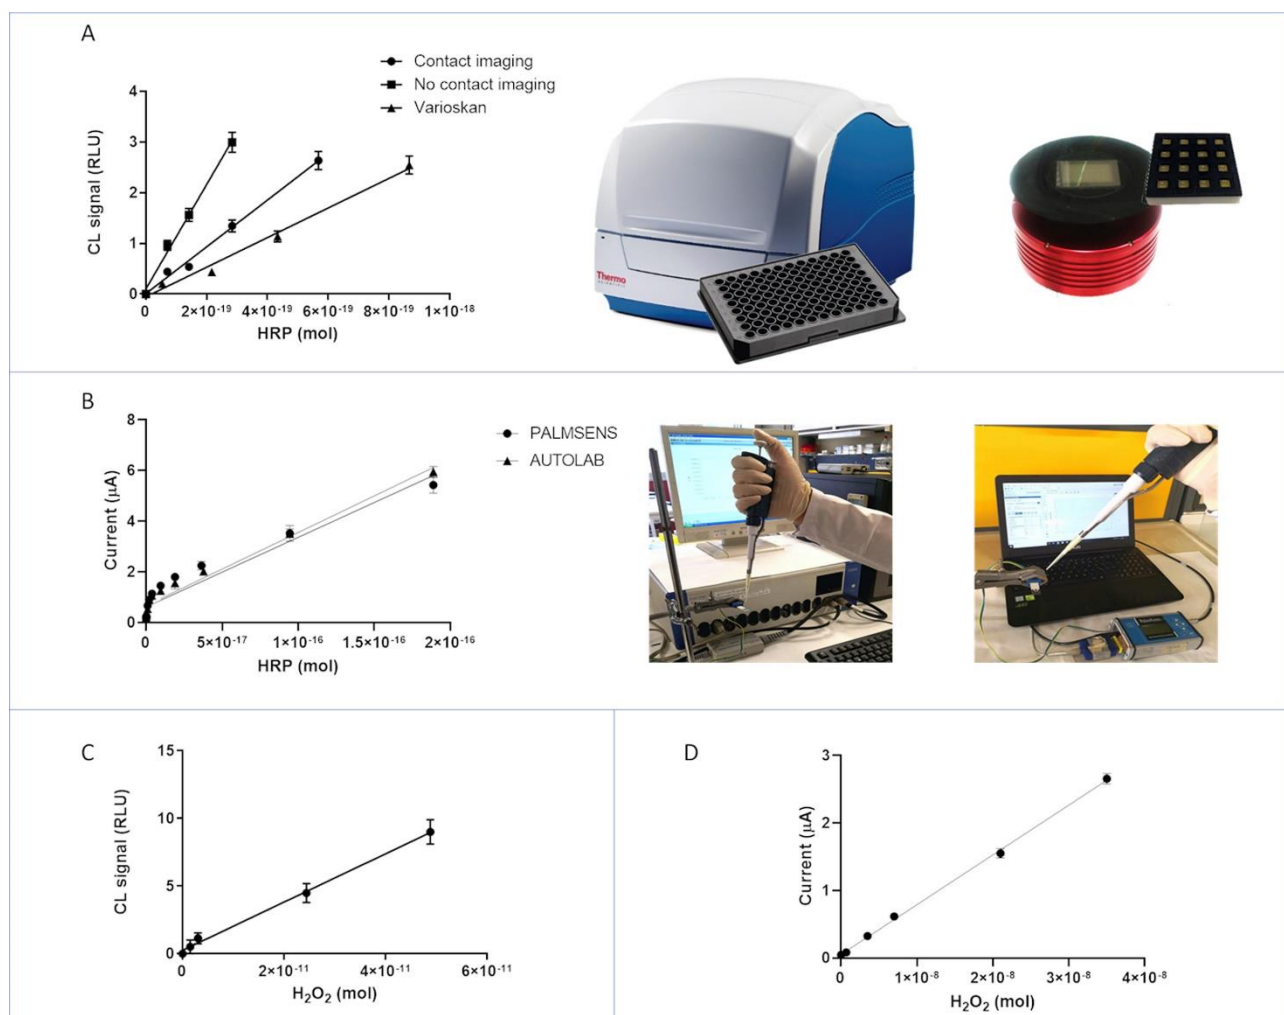 A
Contact imaging
No contact imaging
Varioskan
CL signal (RLU)
4
3
2
1
0
0
2×10⁻¹⁹
4×10⁻¹⁹
6×10⁻¹⁹
8×10⁻¹⁹
1×10⁻¹⁸
HRP (mol)
Thermo
SCIENTIFIC
B
PALMSENS
AUTOLAB
Current (μA)
8
6
4
2
0
0
5×10⁻¹⁷
1×10⁻¹⁶
1.5×10⁻¹⁶
2×10⁻¹⁶
HRP (mol)
C
CL signal (RLU)
15
10
5
0
0
2×10⁻¹¹
4×10⁻¹¹
6×10⁻¹¹
H₂O₂ (mol)
D
Current (μA)
3
2
1
0
0
1×10⁻⁸
2×10⁻⁸
3×10⁻⁸
4×10⁻⁸
H₂O₂ (mol)